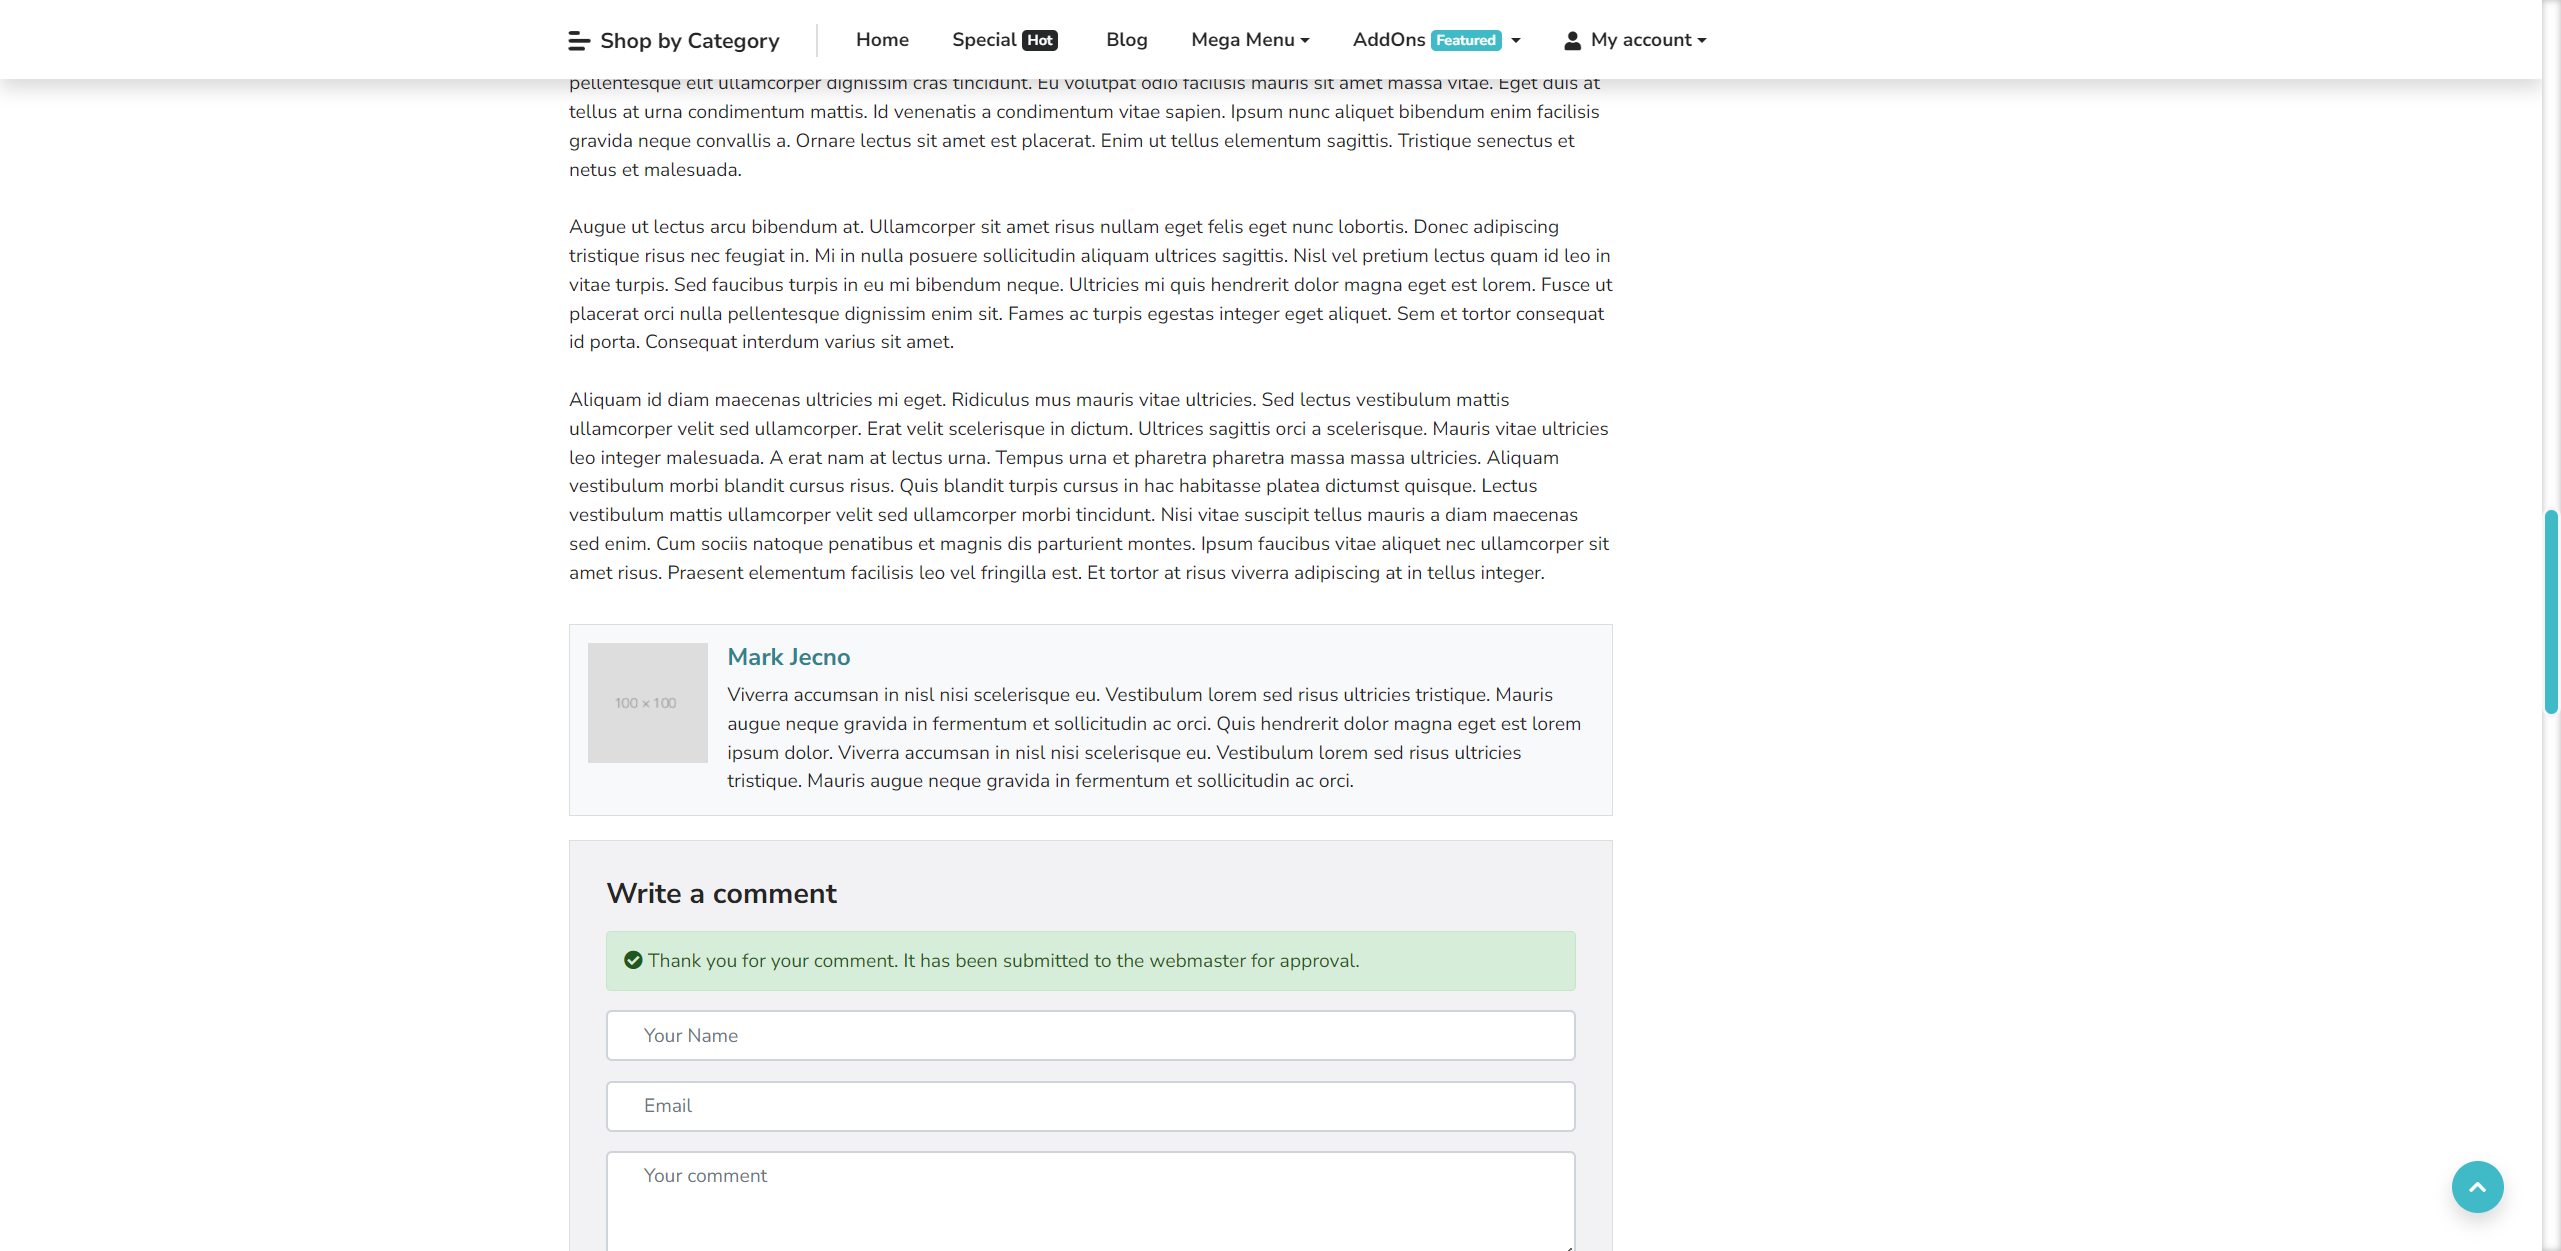 Shop by Category
Home
Special Hot
Blog
Mega Menu
AddOns Featured
My account
pellentesque elit ullamcorper dignissim cras tincidunt. Eu volutpat odio facilisis mauris sit amet massa vitae. Eget duis at
tellus at urna condimentum mattis. Id venenatis a condimentum vitae sapien. Ipsum nunc aliquet bibendum enim facilisis
gravida neque convallis a. Ornare lectus sit amet est placerat. Enim ut tellus elementum sagittis. Tristique senectus et
netus et malesuada.
Augue ut lectus arcu bibendum at. Ullamcorper sit amet risus nullam eget felis eget nunc lobortis. Donec adipiscing
tristique risus nec feugiat in. Mi in nulla posuere sollicitudin aliquam ultrices sagittis. Nisl vel pretium lectus quam id leo in
vitae turpis. Sed faucibus turpis in eu mi bibendum neque. Ultricies mi quis hendrerit dolor magna eget est lorem. Fusce ut
placerat orci nulla pellentesque dignissim enim sit. Fames ac turpis egestas integer eget aliquet. Sem et tortor consequat
id porta. Consequat interdum varius sit amet.
Aliquam id diam maecenas ultricies mi eget. Ridiculus mus mauris vitae ultricies. Sed lectus vestibulum mattis
ullamcorper velit sed ullamcorper. Erat velit scelerisque in dictum. Ultrices sagittis orci a scelerisque. Mauris vitae ultricies
leo integer malesuada. A erat nam at lectus urna. Tempus urna et pharetra pharetra massa massa ultricies. Aliquam
vestibulum morbi blandit cursus risus. Quis blandit turpis cursus in hac habitasse platea dictumst quisque. Lectus
vestibulum mattis ullamcorper velit sed ullamcorper morbi tincidunt. Nisi vitae suscipit tellus mauris a diam maecenas
sed enim. Cum sociis natoque penatibus et magnis dis parturient montes. Ipsum faucibus vitae aliquet nec ullamcorper sit
amet risus. Praesent elementum facilisis leo vel fringilla est. Et tortor at risus viverra adipiscing at in tellus integer.
100 × 100
Mark Jecno
Viverra accumsan in nisl nisi scelerisque eu. Vestibulum lorem sed risus ultricies tristique. Mauris
augue neque gravida in fermentum et sollicitudin ac orci. Quis hendrerit dolor magna eget est lorem
ipsum dolor. Viverra accumsan in nisl nisi scelerisque eu. Vestibulum lorem sed risus ultricies
tristique. Mauris augue neque gravida in fermentum et sollicitudin ac orci.
Write a comment
Thank you for your comment. It has been submitted to the webmaster for approval.
Your Name
Email
Your comment